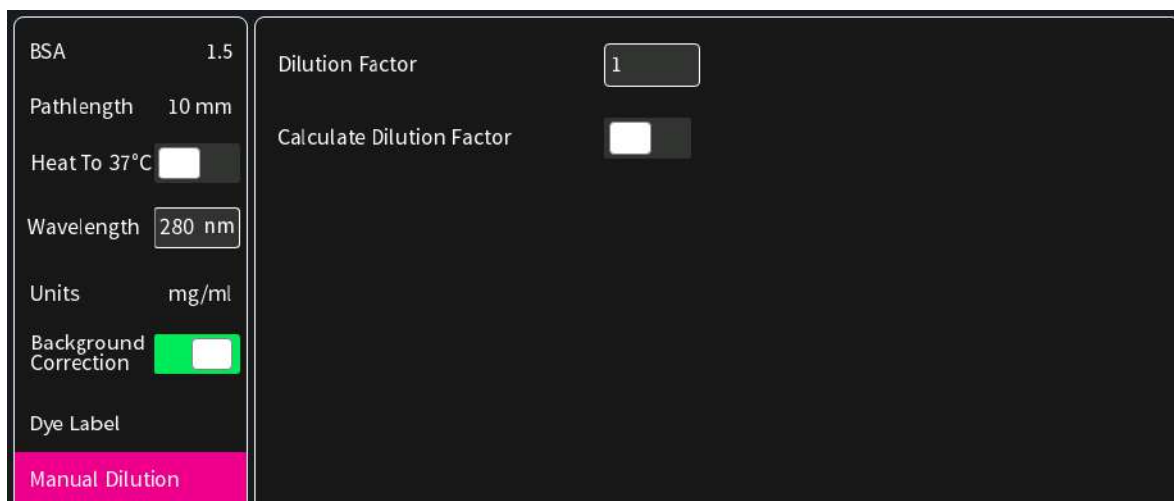 BSA 1.5
Pathlength 10 mm
Heat To 37°C
Wavelength 280 nm
Units mg/ml
Background
Correction
Dye Label
Manual Dilution
Dilution Factor 1
Calculate Dilution Factor